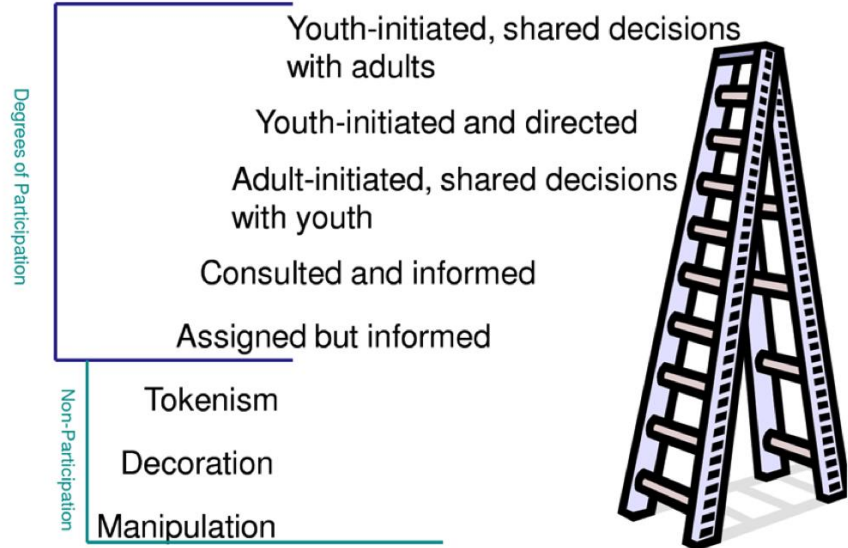 Youth-initiated, shared decisions
with adults
Youth-initiated and directed
Adult-initiated, shared decisions
with youth
Consulted and informed
Assigned but informed
Degrees of Participation
Tokenism
Decoration
Manipulation
Non-Participation